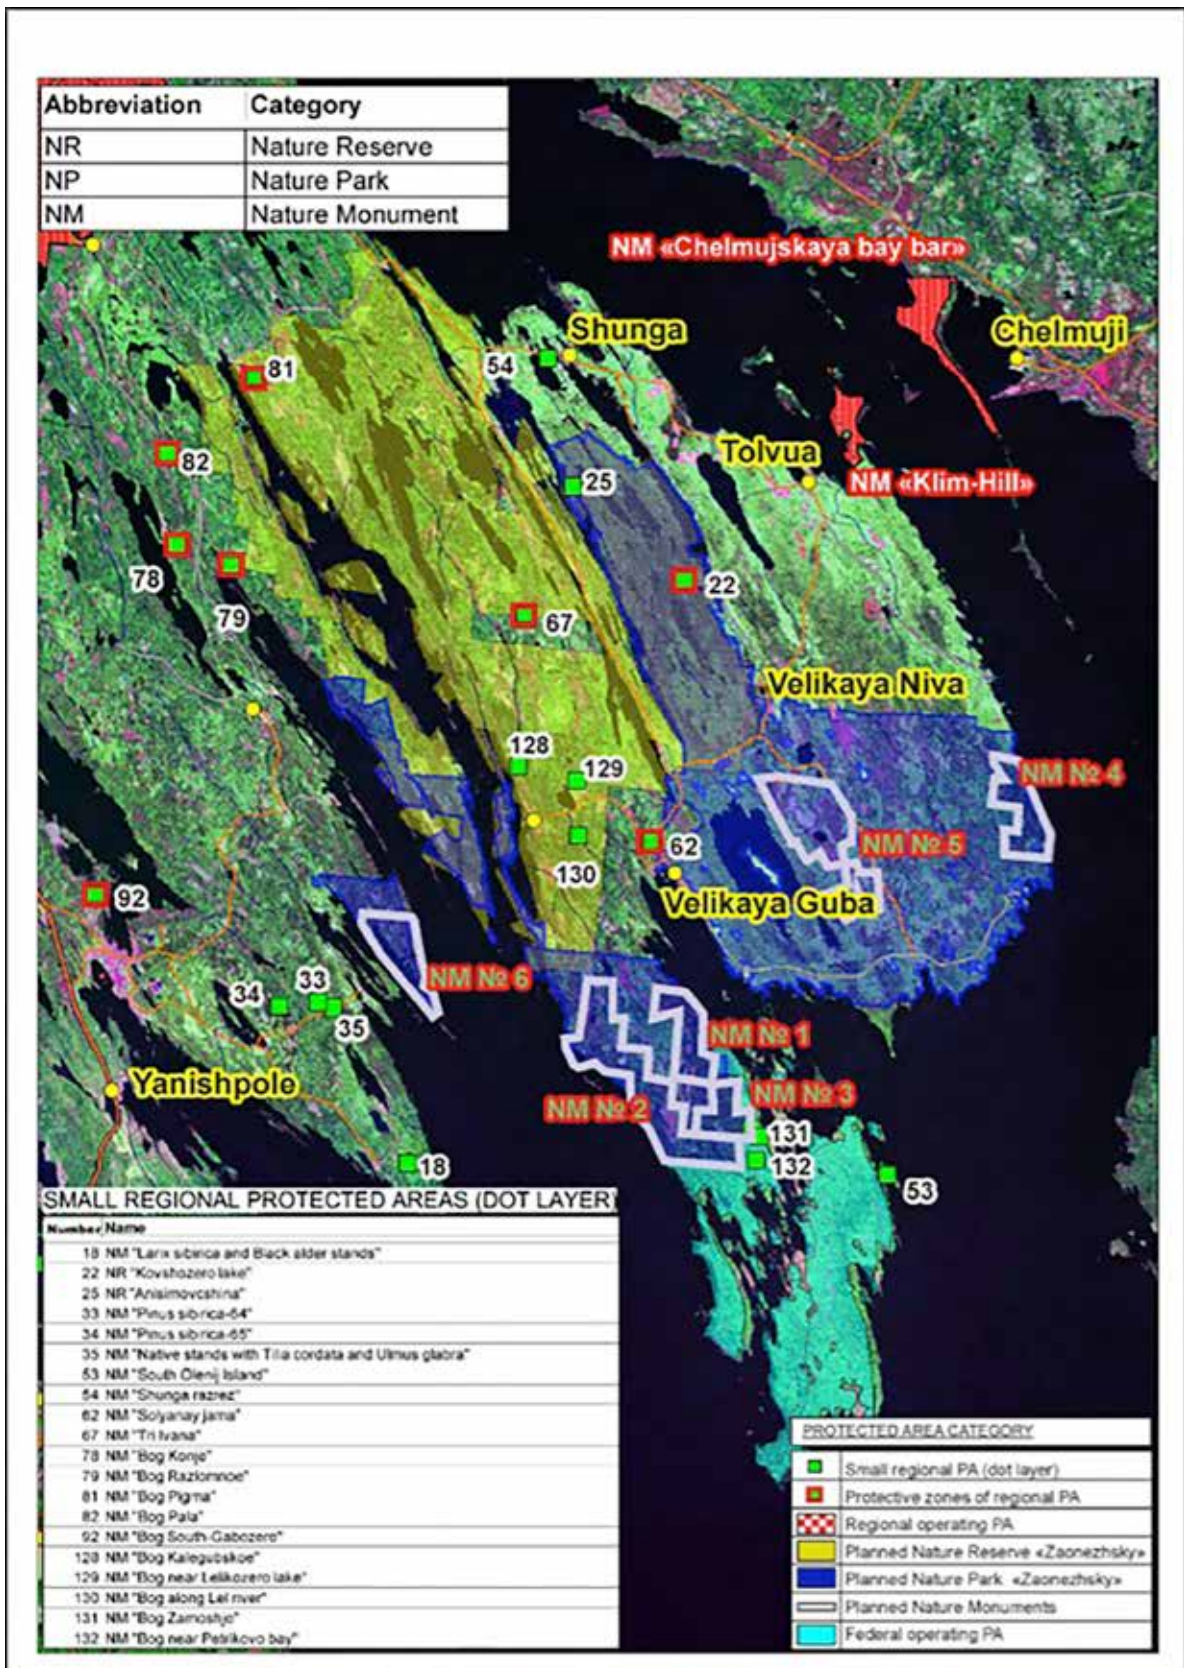 Abbreviation Category
NR Nature Reserve
NP Nature Park
NM Nature Monument
NM «Chelmujskaya bay bar»
Shunga
Chelmuji
54
81
Tolvua
82
NM «Klim-Hill»
25
78
22
79
67
Velikaya Niva
128
NM № 4
129
NM № 5
62
130
92
Velikaya Guba
NM № 6
33
34
35
NM № 1
Yanishpole
NM № 3
NM № 2
131
18
132
53
SMALL REGIONAL PROTECTED AREAS (DOT LAYER)
Number Name
18 NM "Larix sibirica and Black alder stands"
22 NR "Kovshozero lake"
25 NR "Anisimovcshina"
33 NM "Pinus sibirica-64"
34 NM "Pinus sibirica-65"
35 NM "Native stands with Tilia cordata and Ulmus glabra"
53 NM "South Olenij Island"
54 NM "Shunga razrez"
62 NM "Solyanay jama"
67 NM "Tri Ivana"
78 NM "Bog Konje"
79 NM "Bog Razlomnoe"
81 NM "Bog Pigma"
82 NM "Bog Pala"
92 NM "Bog South-Gabozero"
128 NM "Bog Kalegubskoe"
129 NM "Bog near Lelikozero lake"
130 NM "Bog along Lel river"
131 NM "Bog Zamoshje"
132 NM "Bog near Petrikovo bay"
PROTECTED AREA CATEGORY
Small regional PA (dot layer)
Protective zones of regional PA
Regional operating PA
Planned Nature Reserve «Zaonezhsky»
Planned Nature Park «Zaonezhsky»
Planned Nature Monuments
Federal operating PA